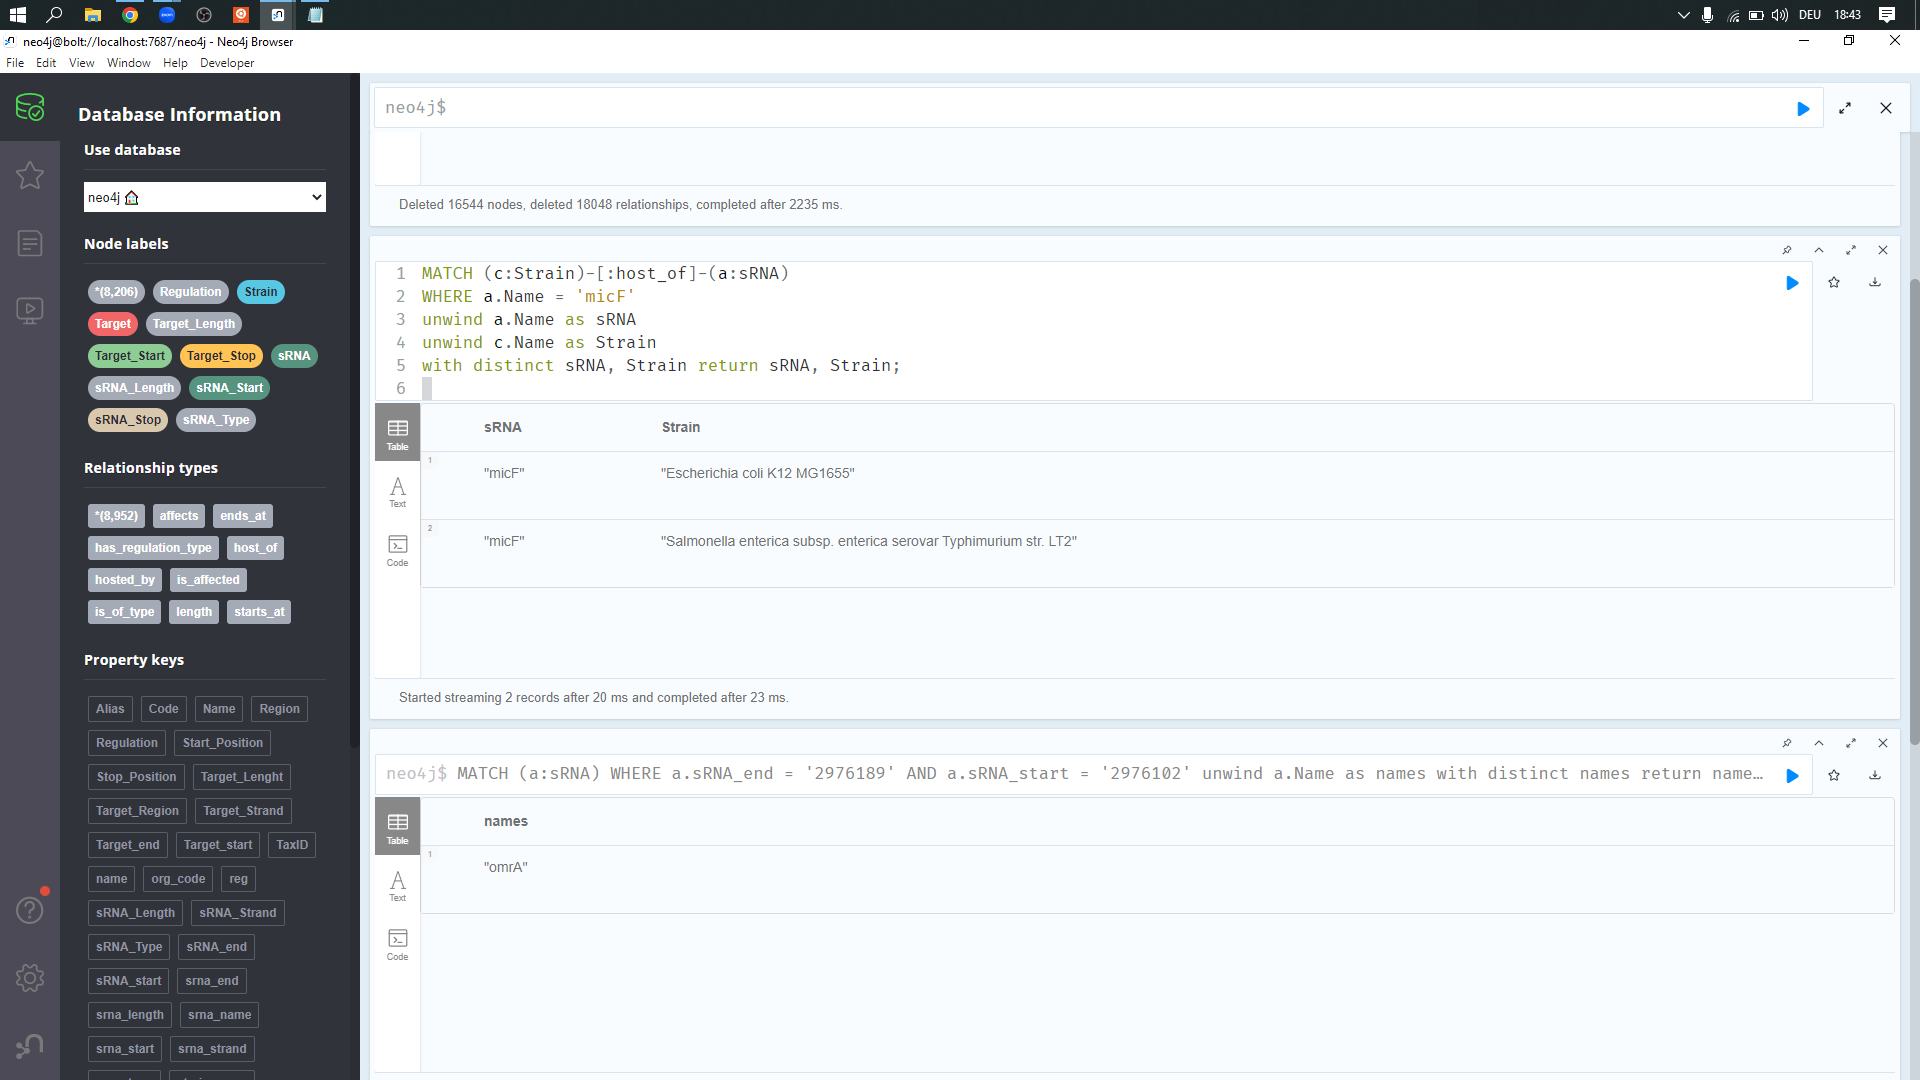 DEU 18:43
neo4j@bolt://localhost:7687/neo4j - Neo4j Browser
File Edit View Window Help Developer
Database Information
Use database
neo4j
Node labels
*(8,206) Regulation Strain
Target Target_Length
Target_Start Target_Stop sRNA
sRNA_Length sRNA_Start
sRNA_Stop sRNA_Type
Relationship types
*(8,952) affects ends_at
has_regulation_type host_of
hosted_by is_affected
is_of_type length starts_at
Property keys
Alias Code Name Region
Regulation Start_Position
Stop_Position Target_Lenght
Target_Region Target_Strand
Target_end Target_start TaxID
name org_code reg
sRNA_Length sRNA_Strand
sRNA_Type sRNA_end
sRNA_start srna_end
srna_length srna_name
srna_start srna_strand
neo4j$
Deleted 16544 nodes, deleted 18048 relationships, completed after 2235 ms.
1 MATCH (c:Strain)-[:host_of]-(a:sRNA)
2 WHERE a.Name = 'micF'
3 unwind a.Name as sRNA
4 unwind c.Name as Strain
5 with distinct sRNA, Strain return sRNA, Strain;
6
Table
Text
Code
sRNA Strain
1
"micF" "Escherichia coli K12 MG1655"
2
"micF" "Salmonella enterica subsp. enterica serovar Typhimurium str. LT2"
Started streaming 2 records after 20 ms and completed after 23 ms.
neo4j$ MATCH (a:sRNA) WHERE a.sRNA_end = '2976189' AND a.sRNA_start = '2976102' unwind a.Name as names with distinct names return name…
Table
Text
Code
names
1
"omrA"